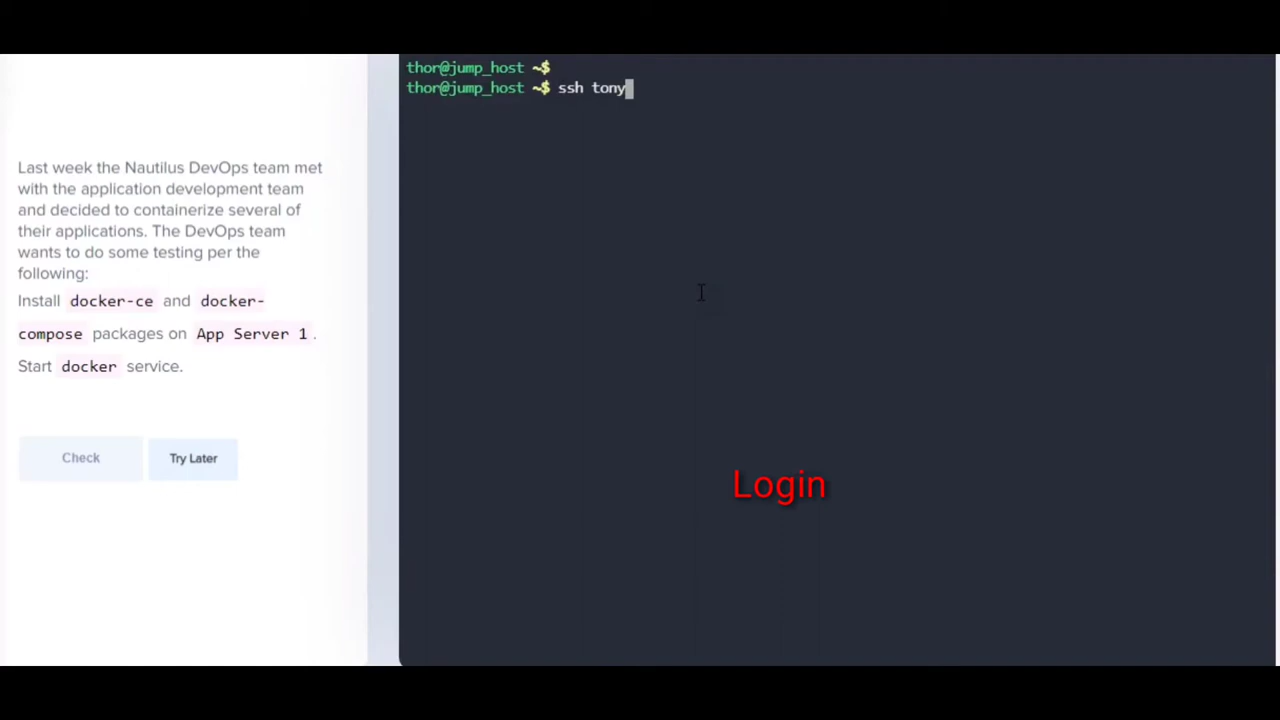 thor@jump_host ~$
thor@jump_host ~$ ssh tony
Last week the Nautilus DevOps team met
with the application development team
and decided to containerize several of
their applications. The DevOps team
wants to do some testing per the
following:
Install docker-ce and docker-
compose packages on App Server 1 .
Start docker service.
Check
Try Later
Login